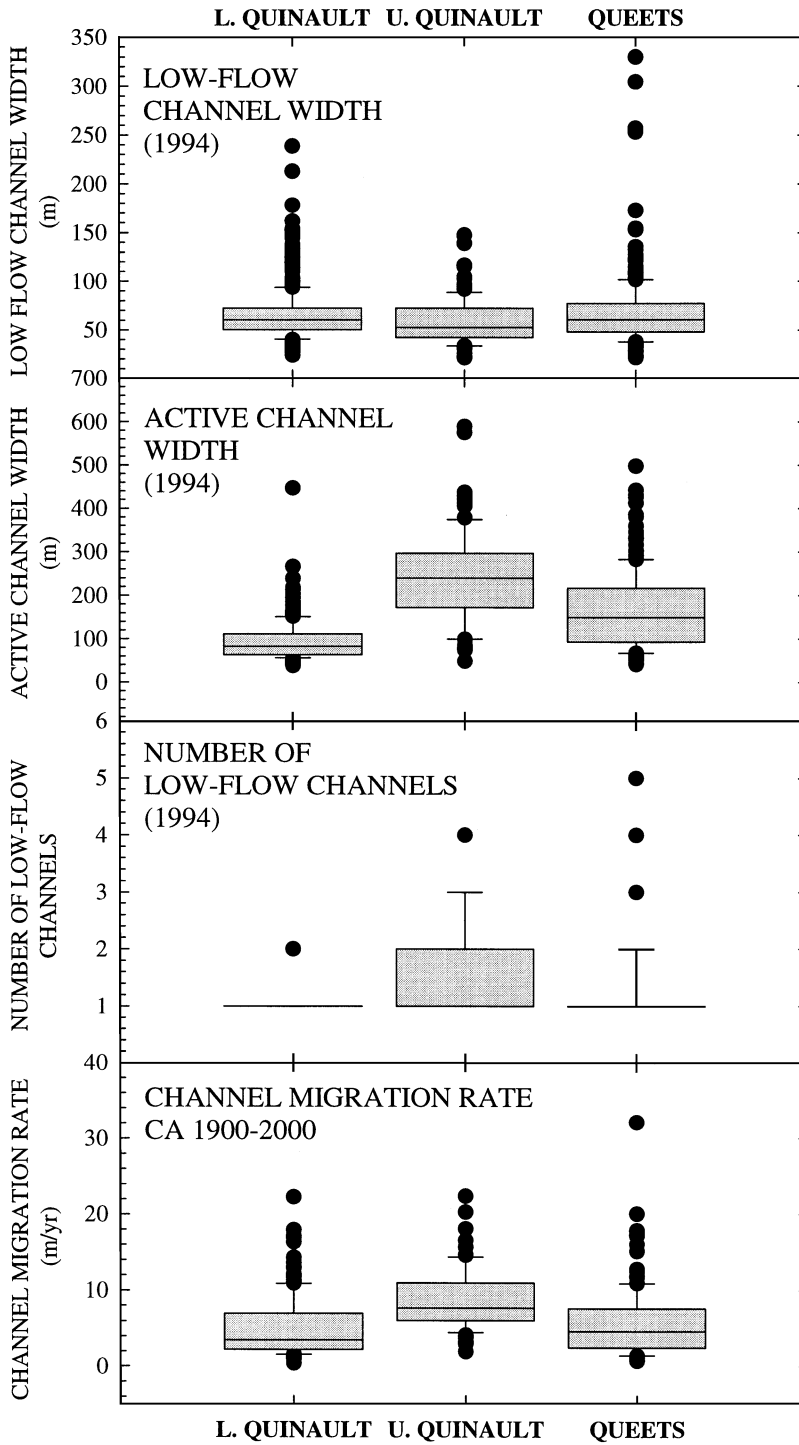 L. QUINAULT U. QUINAULT QUEETS
LOW FLOW CHANNEL WIDTH
(m)
350
300
250
200
150
100
50
LOW-FLOW
CHANNEL WIDTH
(1994)
ACTIVE CHANNEL WIDTH
(m)
700
600
500
400
300
200
100
0
ACTIVE CHANNEL
WIDTH
(1994)
NUMBER OF LOW-FLOW
CHANNELS
6
5
4
3
2
1
NUMBER OF
LOW-FLOW CHANNELS
(1994)
CHANNEL MIGRATION RATE
(m/yr)
40
30
20
10
0
CHANNEL MIGRATION RATE
CA 1900-2000
L. QUINAULT U. QUINAULT QUEETS